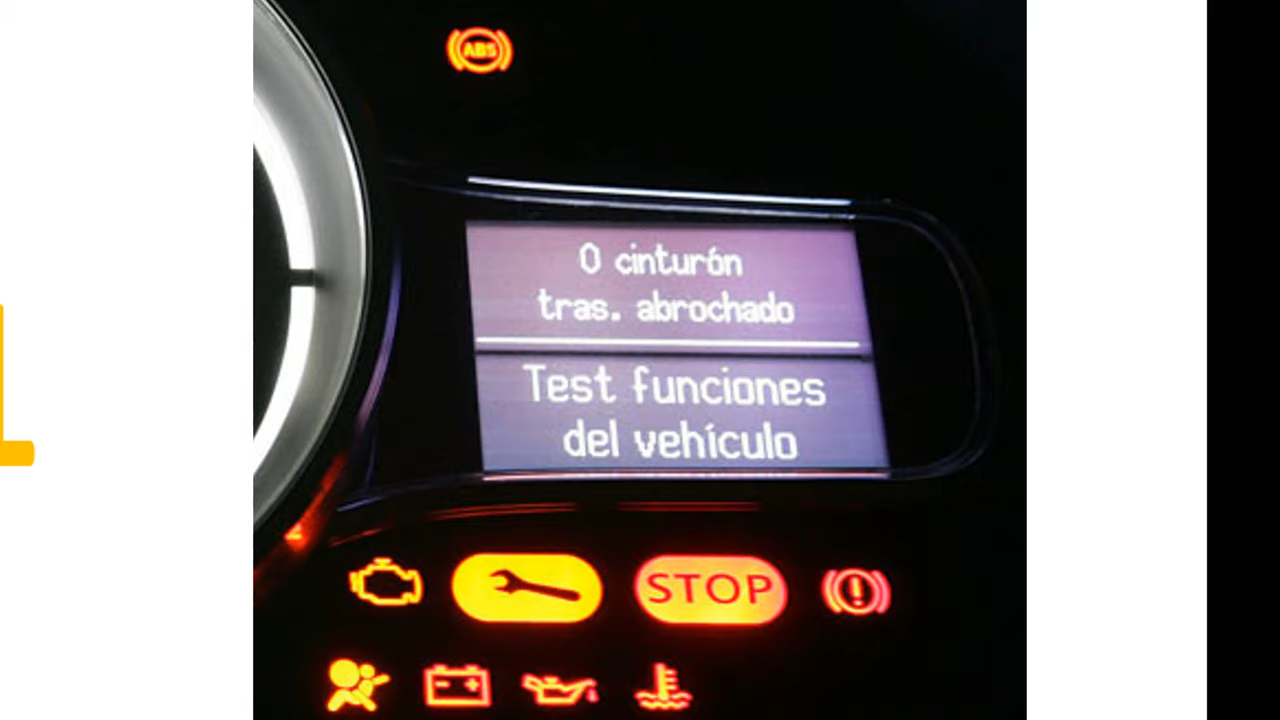 ABS
0 cinturón
tras. abrochado
Test funciones
del vehículo
STOP